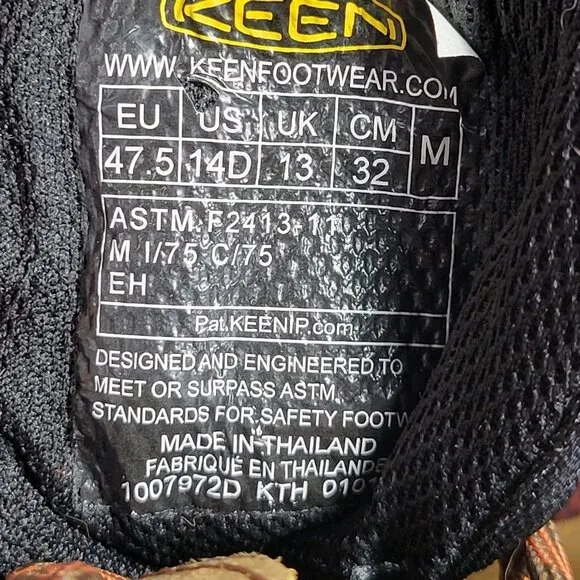 KEEN
WWW.KEENFOOTWEAR.COM
EU US UK CM M
47.5 14D 13 32
ASTM F2413-11
M I/75 C/75
EH
Pat.KEENIP.com
DESIGNED AND ENGINEERED TO
MEET OR SURPASS ASTM
STANDARDS FOR SAFETY
MADE IN THAILAND
FABRIQUÉ EN THAILANDE
1007972D KTH